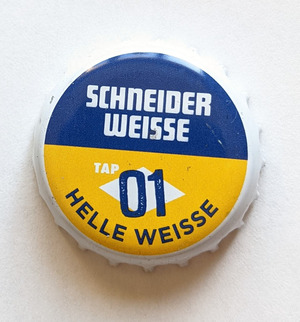 SCHNEIDER
WEISSE
TAP
01
HELLE WEISSE